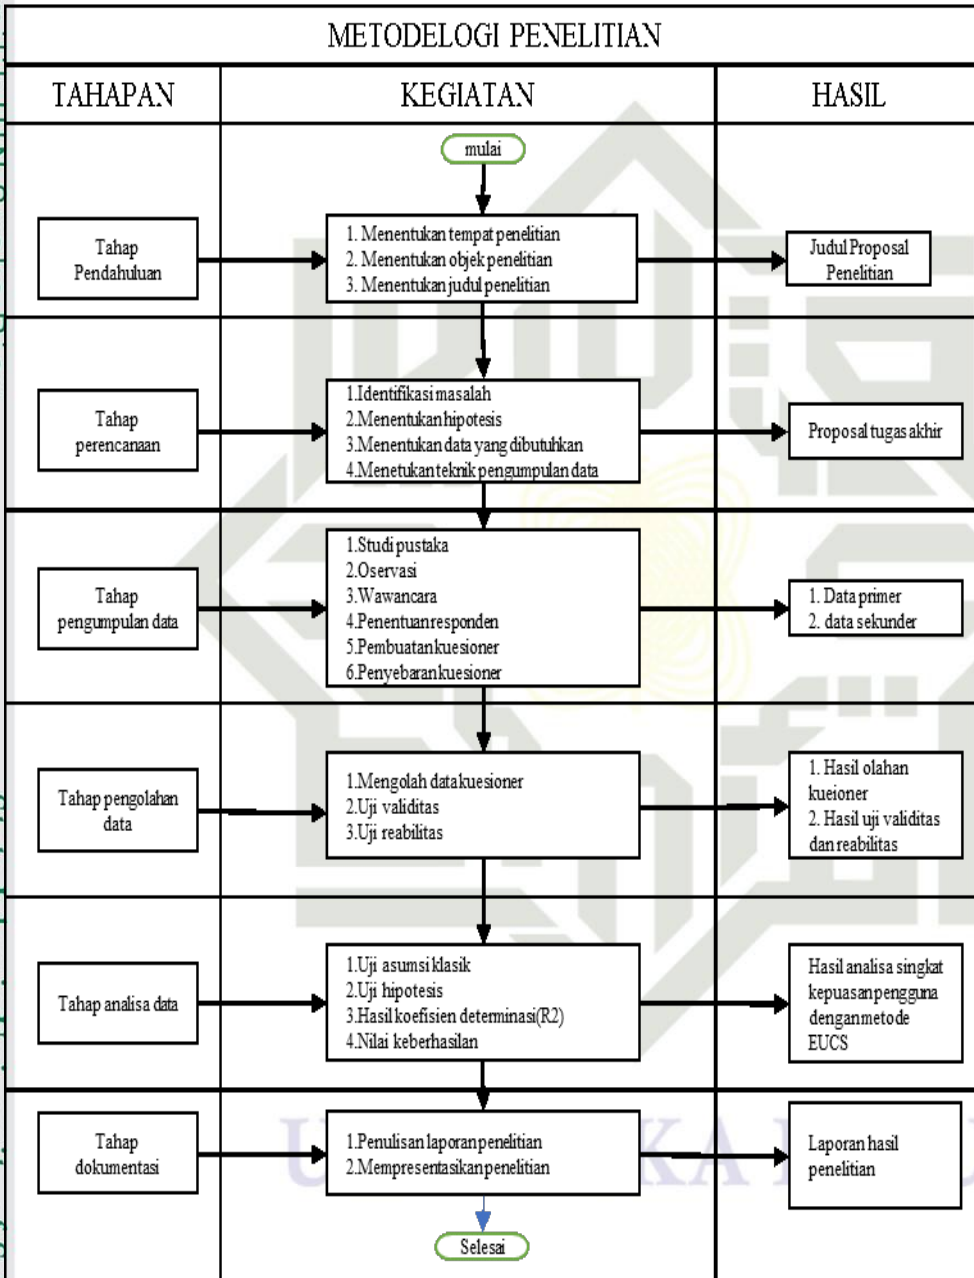 METODELOGI PENELITIAN
TAHAPAN
KEGIATAN
HASIL
mulai
Tahap
Pendahuluan
1. Menentukan tempat penelitian
2. Menentukan objek penelitian
3. Menentukan judul penelitian
Judul Proposal
Penelitian
Tahap
perencanaan
1.Identifikasi masalah
2.Menentukan hipotesis
3.Menentukan data yang dibutuhkan
4.Menetukan teknik pengumpulan data
Proposal tugas akhir
Tahap
pengumpulan data
1.Studi pustaka
2.Oservasi
3.Wawancara
4.Penentuan responden
5.Pembuatan kuesioner
6.Penyebaran kuesioner
1. Data primer
2. data sekunder
Tahap pengolahan
data
1.Mengolah data kuesioner
2.Uji validitas
3.Uji reabilitas
1. Hasil olahan
kueioner
2. Hasil uji validitas
dan reabilitas
Tahap analisa data
1.Uji asumsi klasik
2.Uji hipotesis
3.Hasil koefisien determinasi(R2)
4.Nilai keberhasilan
Hasil analisa singkat
kepuasan pengguna
dengan metode
EUCS
Tahap
dokumentasi
1.Penulisan laporan penelitian
2.Mempresentasikan penelitian
Laporan hasil
penelitian
Selesai